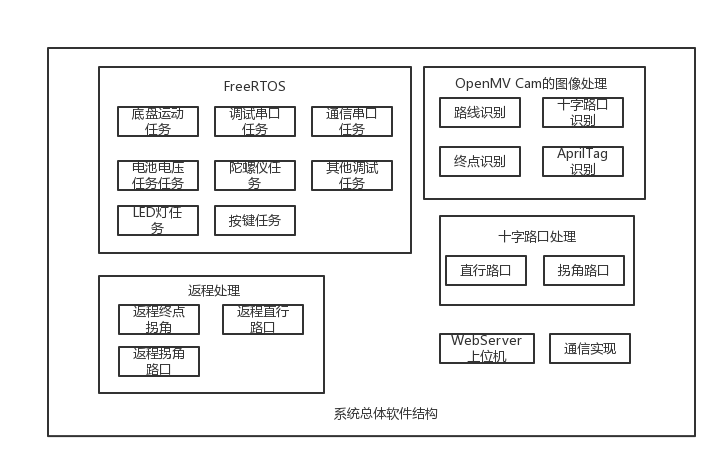 FreeRTOS
底盘运动
任务
调试串口
任务
通信串口
任务
电池电压
任务任务
陀螺仪任
务
其他调试
任务
LED灯任
务
按键任务
OpenMV Cam的图像处理
路线识别
十字路口
识别
终点识别
AprilTag
识别
十字路口处理
直行路口
拐角路口
返程处理
返程终点
拐角
返程直行
路口
返程拐角
路口
WebServer
上位机
通信实现
系统总体软件结构